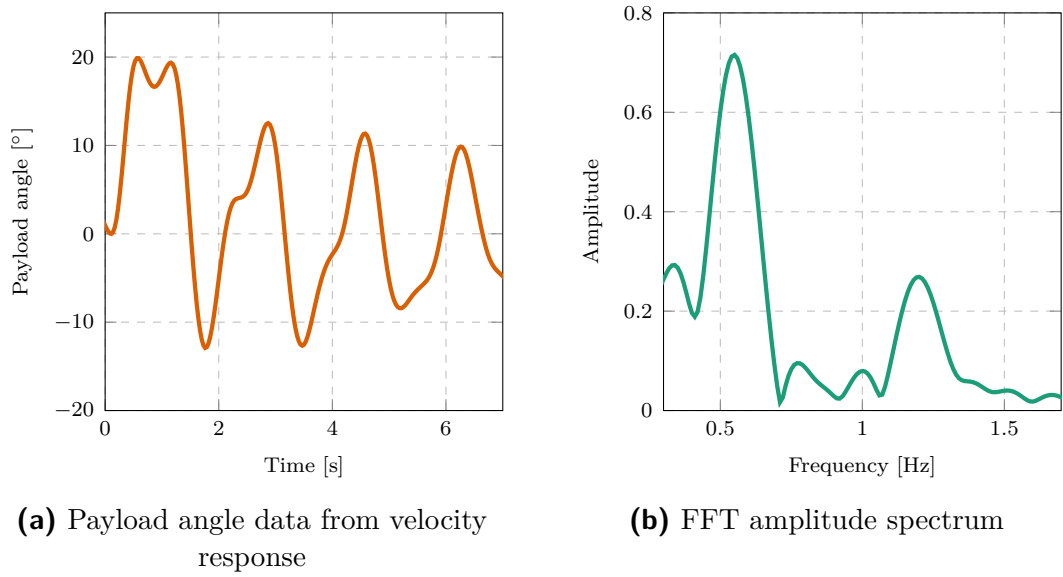 20
10
0
−10
−20
Payload angle [°]
0
2
4
6
Time [s]
0.8
0.6
0.4
0.2
0
Amplitude
0.5
1
1.5
Frequency [Hz]
(a) Payload angle data from velocity
response
(b) FFT amplitude spectrum